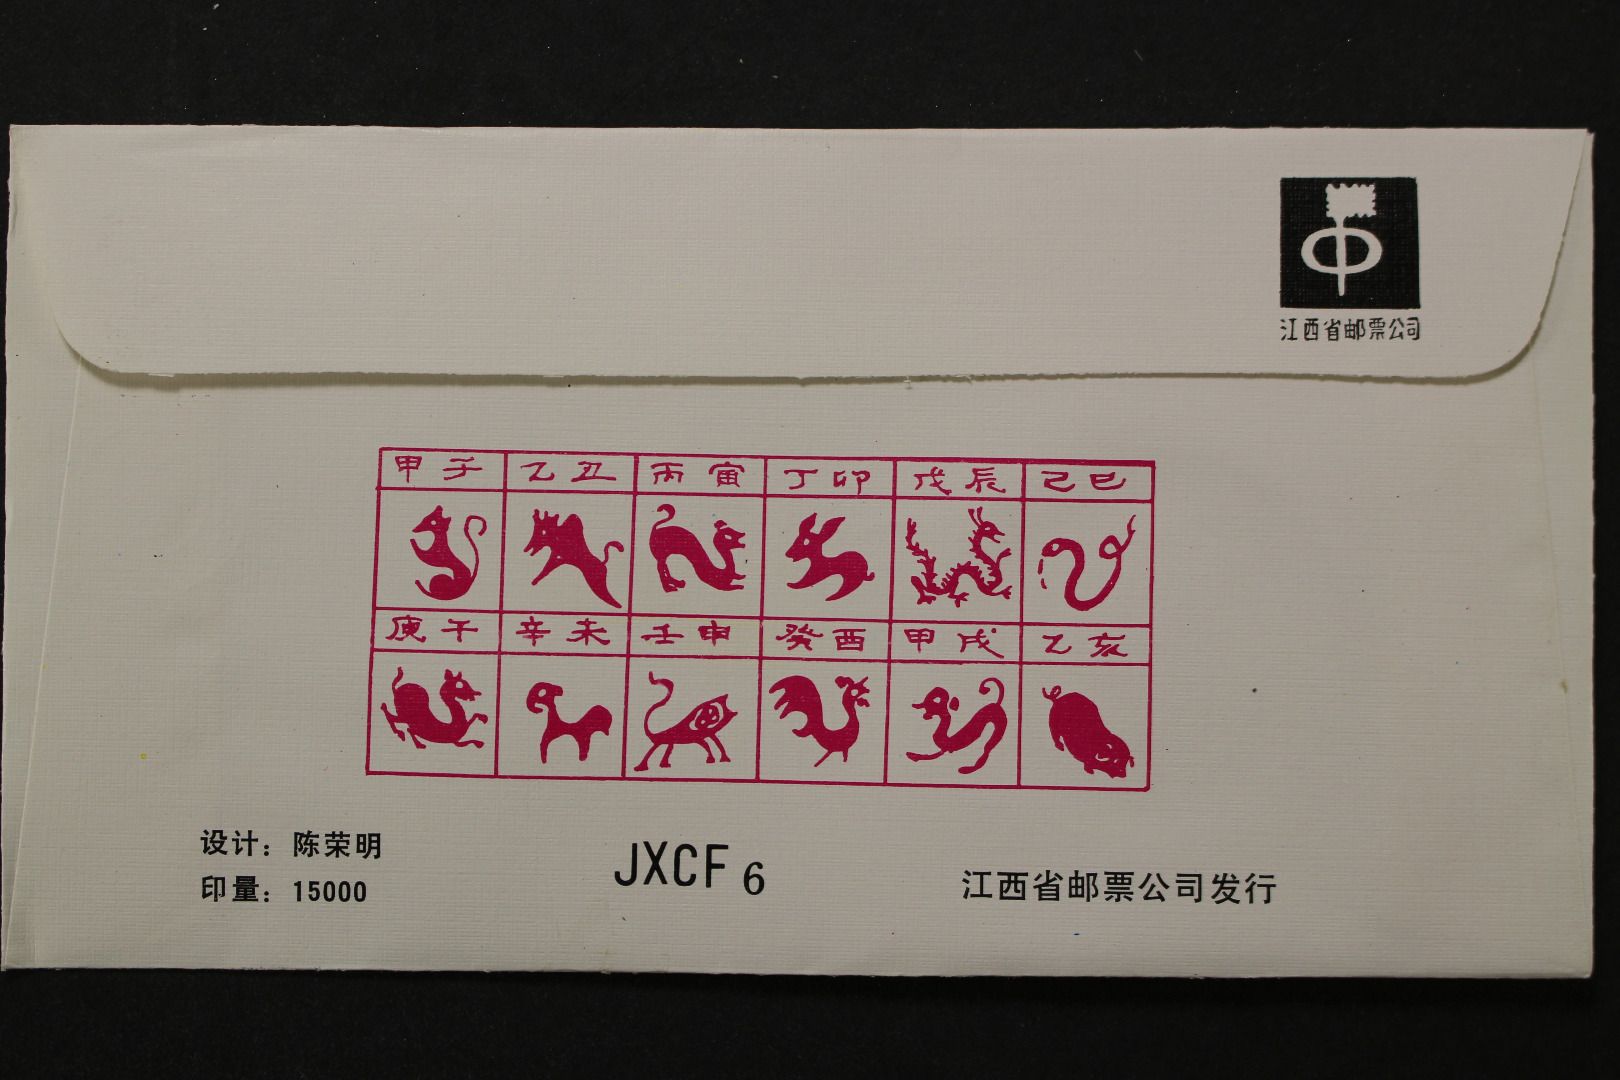 江西省邮票公司
甲子 乙丑 丙寅 丁卯 戊辰 己巳
庚午 辛未 壬申 癸酉 甲戌 乙亥
设计：陈荣明
印量：15000
JXCF 6
江西省邮票公司发行